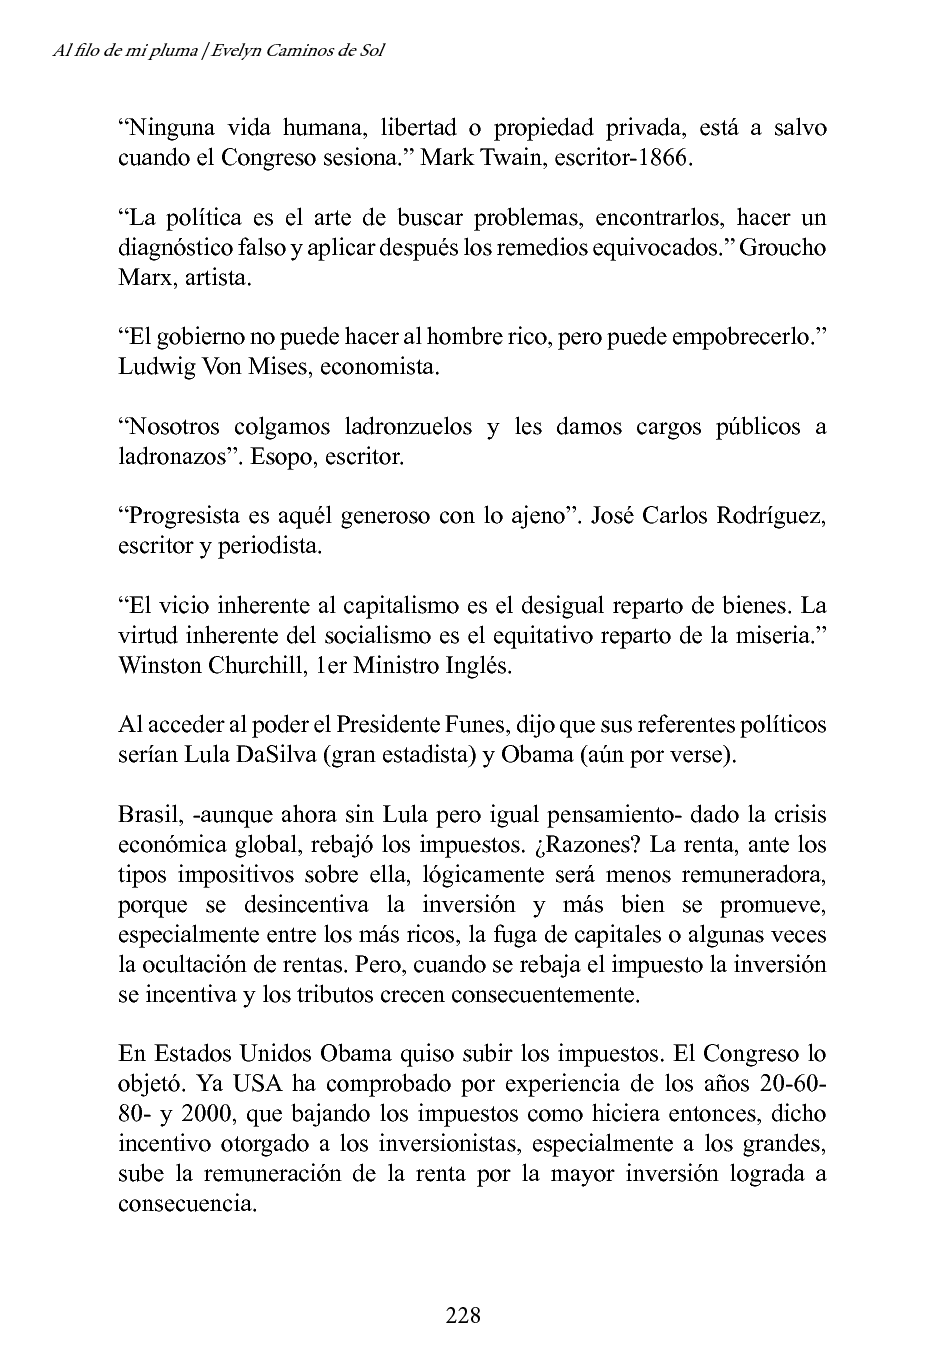 Al filo de mi pluma / Evelyn Caminos de Sol
“Ninguna vida humana, libertad o propiedad privada, está a salvo
cuando el Congreso sesiona.” Mark Twain, escritor-1866.
“La política es el arte de buscar problemas, encontrarlos, hacer un
diagnóstico falso y aplicar después los remedios equivocados.” Groucho
Marx, artista.
“El gobierno no puede hacer al hombre rico, pero puede empobrecerlo.”
Ludwig Von Mises, economista.
“Nosotros colgamos ladronzuelos y les damos cargos públicos a
ladronazos”. Esopo, escritor.
“Progresista es aquél generoso con lo ajeno”. José Carlos Rodríguez,
escritor y periodista.
“El vicio inherente al capitalismo es el desigual reparto de bienes. La
virtud inherente del socialismo es el equitativo reparto de la miseria.”
Winston Churchill, 1er Ministro Inglés.
Al acceder al poder el Presidente Funes, dijo que sus referentes políticos
serían Lula DaSilva (gran estadista) y Obama (aún por verse).
Brasil, -aunque ahora sin Lula pero igual pensamiento- dado la crisis
económica global, rebajó los impuestos. ¿Razones? La renta, ante los
tipos impositivos sobre ella, lógicamente será menos remuneradora,
porque se desincentiva la inversión y más bien se promueve,
especialmente entre los más ricos, la fuga de capitales o algunas veces
la ocultación de rentas. Pero, cuando se rebaja el impuesto la inversión
se incentiva y los tributos crecen consecuentemente.
En Estados Unidos Obama quiso subir los impuestos. El Congreso lo
objetó. Ya USA ha comprobado por experiencia de los años 20-60-
80- y 2000, que bajando los impuestos como hiciera entonces, dicho
incentivo otorgado a los inversionistas, especialmente a los grandes,
sube la remuneración de la renta por la mayor inversión lograda a
consecuencia.
228